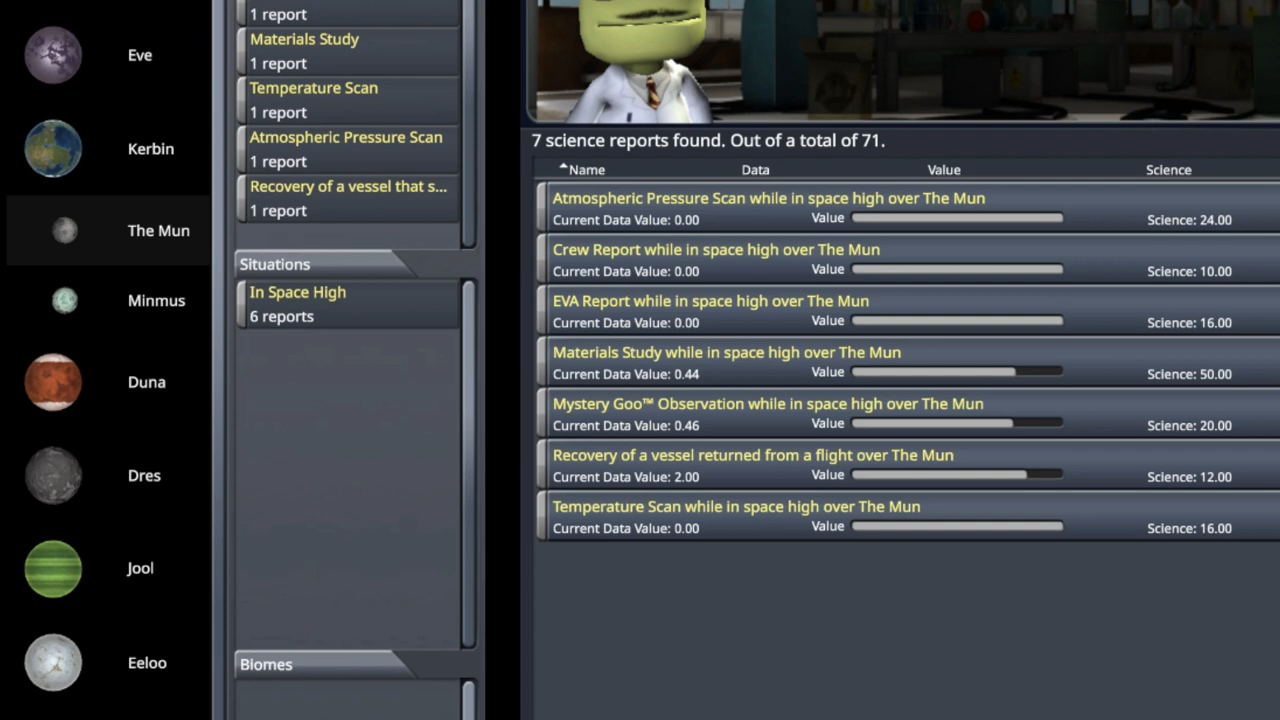 Eve
Kerbin
The Mun
Minmus
Duna
Dres
Jool
Eeloo
1 report
Materials Study
1 report
Temperature Scan
1 report
Atmospheric Pressure Scan
1 report
Recovery of a vessel that s...
1 report
Situations
In Space High
6 reports
Biomes
7 science reports found. Out of a total of 71.
Name Data Value Science
Atmospheric Pressure Scan while in space high over The Mun
Current Data Value: 0.00 Value Science: 24.00
Crew Report while in space high over The Mun
Current Data Value: 0.00 Value Science: 10.00
EVA Report while in space high over The Mun
Current Data Value: 0.00 Value Science: 16.00
Materials Study while in space high over The Mun
Current Data Value: 0.44 Value Science: 50.00
Mystery Goo™ Observation while in space high over The Mun
Current Data Value: 0.46 Value Science: 20.00
Recovery of a vessel returned from a flight over The Mun
Current Data Value: 2.00 Value Science: 12.00
Temperature Scan while in space high over The Mun
Current Data Value: 0.00 Value Science: 16.00